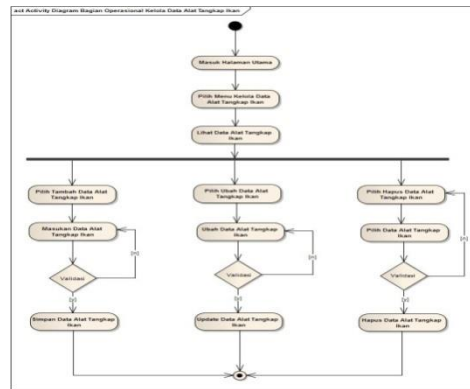 act Activity Diagram Bagian Operasional Kelola Data Alat Tangkap Ikan
Masuk Halaman Utama
Pilih Menu Kelola Data
Alat Tangkap Ikan
Lihat Data Alat Tangkap
Ikan
Pilih Tambah Data Alat
Tangkap Ikan
Masukan Data Alat
Tangkap Ikan
Validasi
Simpan Data Alat Tangkap
Ikan
Pilih Ubah Data Alat
Tangkap Ikan
Ubah Data Alat Tangkap
Ikan
Validasi
Update Data Alat Tangkap
Ikan
Pilih Hapus Data Alat
Tangkap Ikan
Pilih Data Alat Tangkap
Ikan
Validasi
Hapus Data Alat Tangkap
Ikan